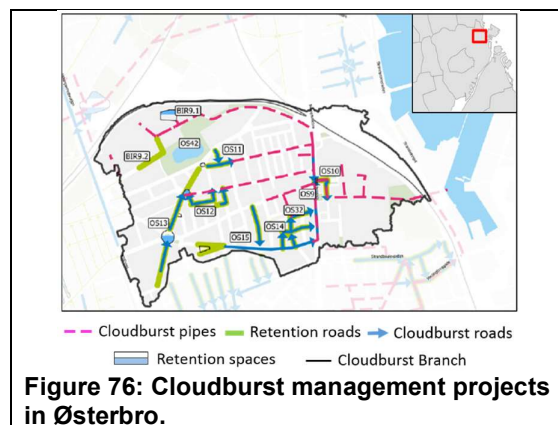 BIR9.1
BIR9.2
OS42
OS11
OS10
OS9
OS12
OS32
OS13
OS14
OS15
Cloudburst pipes
Retention roads
Cloudburst roads
Retention spaces
Cloudburst Branch
Figure 76: Cloudburst management projects
in Østerbro.